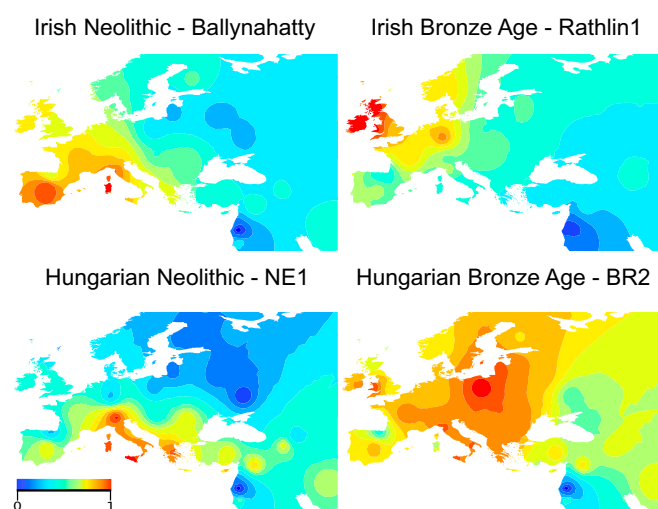 Irish Neolithic - Ballynahatty
Irish Bronze Age - Rathlin1
Hungarian Neolithic - NE1
Hungarian Bronze Age - BR2
0 1